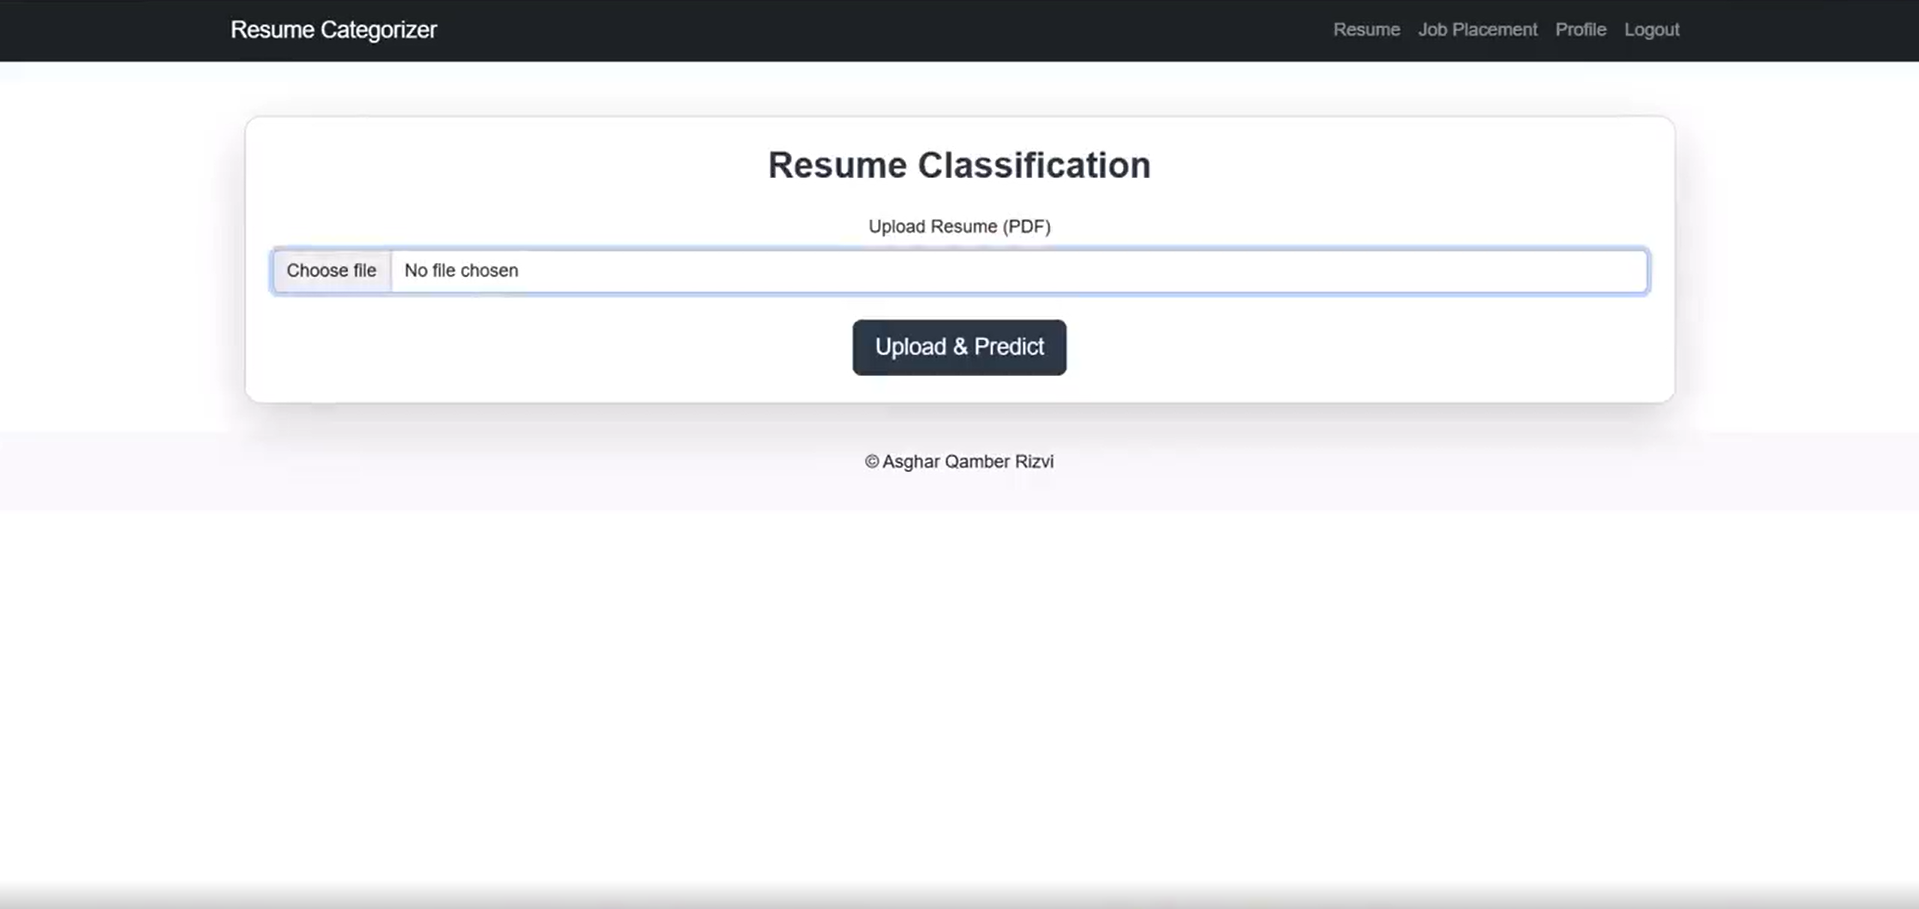 Resume Categorizer Resume Job Placement Profile Logout
Resume Classification
Upload Resume (PDF)
Choose file No file chosen
Upload & Predict
© Asghar Qamber Rizvi